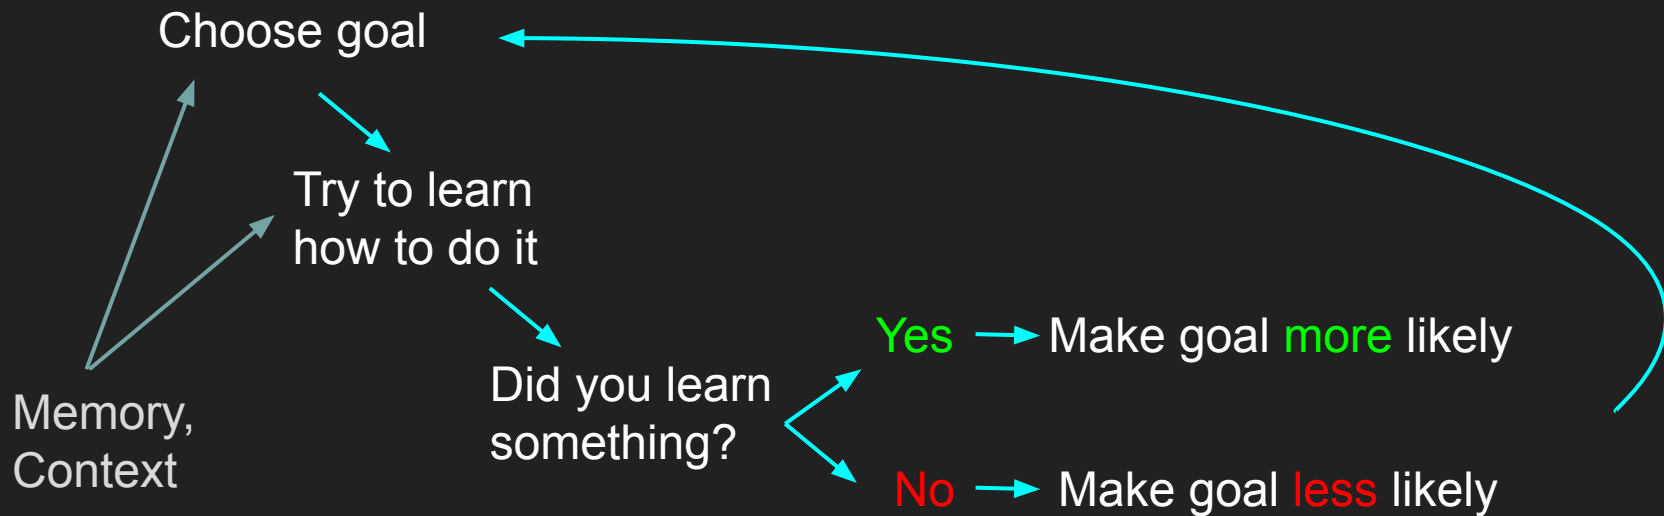 Choose goal
Try to learn
how to do it
Did you learn
something?
Yes
Make goal more likely
No
Make goal less likely
Memory,
Context